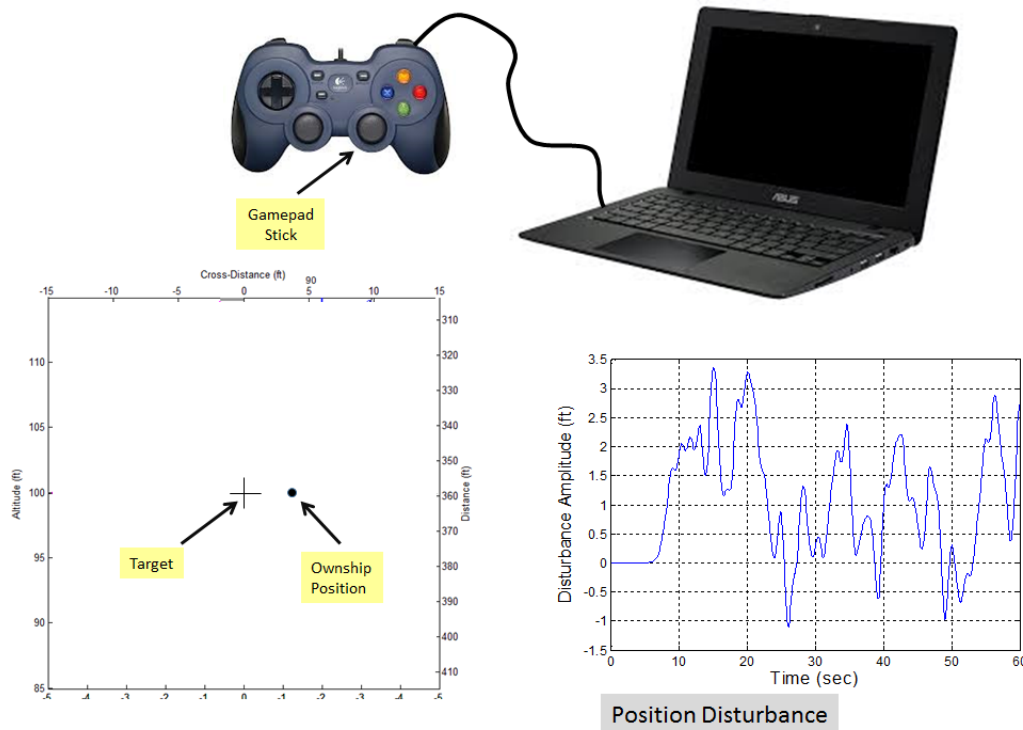 ASUS
Gamepad
Stick
Cross-Distance (ft)
90
-15 -10 -5 0 5 10 15
Altitude (ft)
110
105
100
95
90
85
310
320
330
340
350
360
370
380
390
400
410
Distance (ft)
Target
Ownship
Position
-5 -4 -3 -2 -1 0 -1 -2 -3 -4 -5
Disturbance Amplitude (ft)
3.5
3
2.5
2
1.5
1
0.5
0
-0.5
-1
-1.5
0 10 20 30 40 50 60
Time (sec)
Position Disturbance